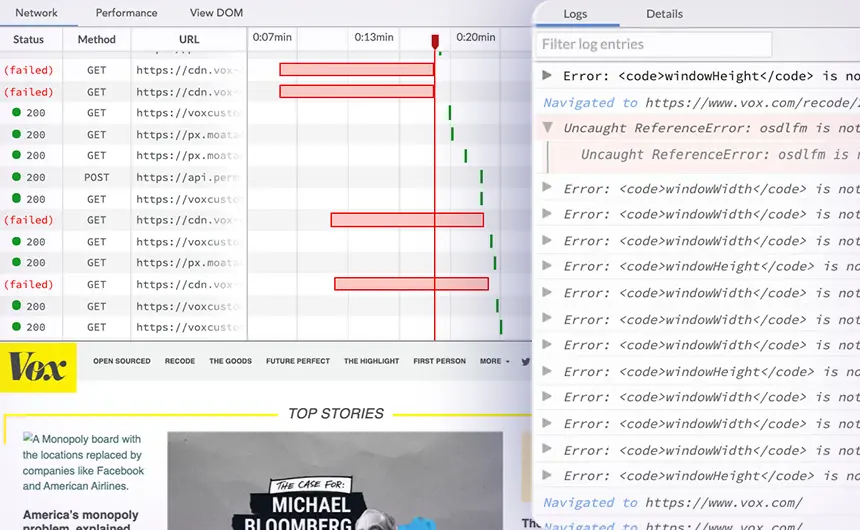 Network Performance View DOM
Status Method URL 0:07min 0:13min 0:20min
(failed) GET https://cdn.vox-
(failed) GET https://cdn.vox-
200 GET https://voxcusto
200 GET https://px.moata
200 GET https://px.moato
200 POST https://api.perm
200 GET https://voxcusto
(failed) GET https://cdn.vox-
200 GET https://voxcusto
200 GET https://px.moata
(failed) GET https://cdn.vox-
200 GET https://voxcusto
200 GET https://voxcusto
Vox OPEN SOURCED RECODE THE GOODS FUTURE PERFECT THE HIGHLIGHT FIRST PERSON MORE
TOP STORIES
A Monopoly board with
the locations replaced by
companies like Facebook
and American Airlines.
America's monopoly
problem, explained
THE CASE FOR:
MICHAEL
BLOOMBERG
The
Logs Details
Filter log entries
Error: <code>windowHeight</code> is no
Navigated to https://www.vox.com/recode/
Uncaught ReferenceError: osdlfm is not
Uncaught ReferenceError: osdlfm is
Error: <code>windowWidth</code> is not
Error: <code>windowWidth</code> is not
Error: <code>windowWidth</code> is not
Error: <code>windowHeight</code> is no
Error: <code>windowWidth</code> is not
Error: <code>windowWidth</code> is not
Error: <code>windowWidth</code> is not
Error: <code>windowHeight</code> is no
Error: <code>windowWidth</code> is not
Error: <code>windowWidth</code> is not
Error: <code>windowWidth</code> is not
Error: <code>windowHeight</code> is no
Navigated to https://www.vox.com/
Navigated to https://www.vox.com/